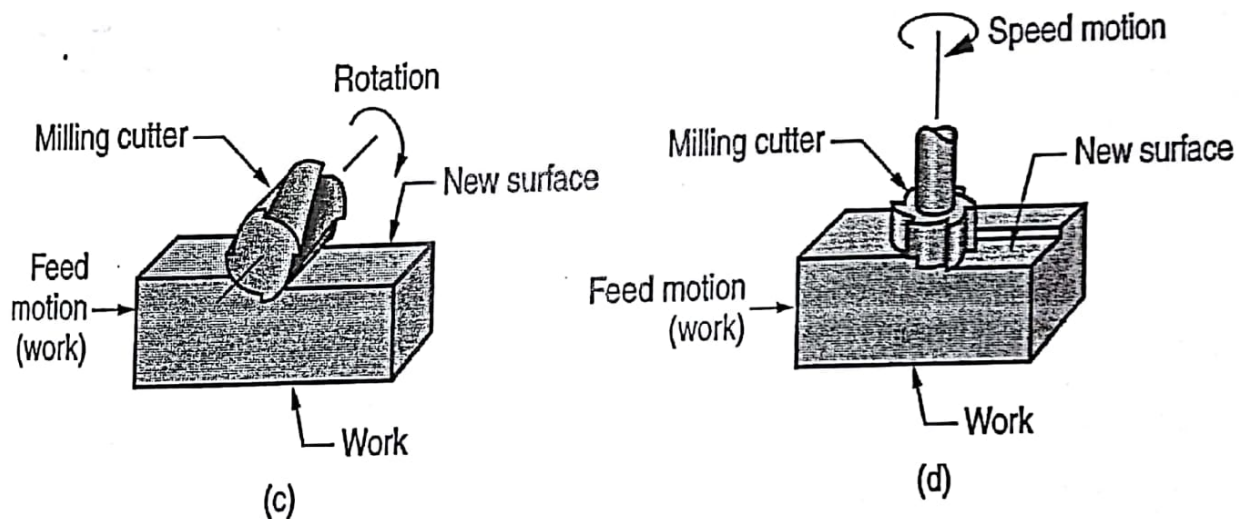 Rotation
Milling cutter
New surface
Feed
motion
(work)
Work
(c)
Speed motion
Milling cutter
New surface
Feed motion
(work)
Work
(d)